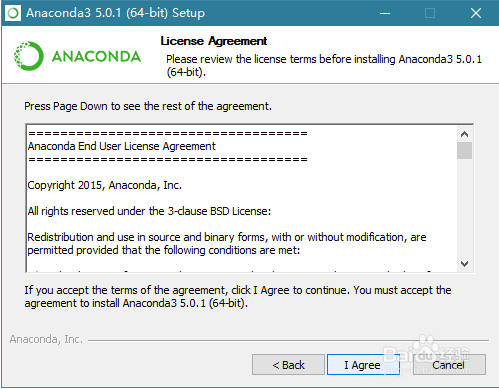 Anaconda3 5.0.1 (64-bit) Setup
ANACONDA
License Agreement
Please review the license terms before installing Anaconda3 5.0.1
(64-bit).
Press Page Down to see the rest of the agreement.
===================================
Anaconda End User License Agreement
===================================
Copyright 2015, Anaconda, Inc.
All rights reserved under the 3-clause BSD License:
Redistribution and use in source and binary forms, with or without modification, are
permitted provided that the following conditions are met:
If you accept the terms of the agreement, click I Agree to continue. You must accept the
agreement to install Anaconda3 5.0.1 (64-bit).
Anaconda, Inc.
< Back
I Agree
Cancel
Baidu经验